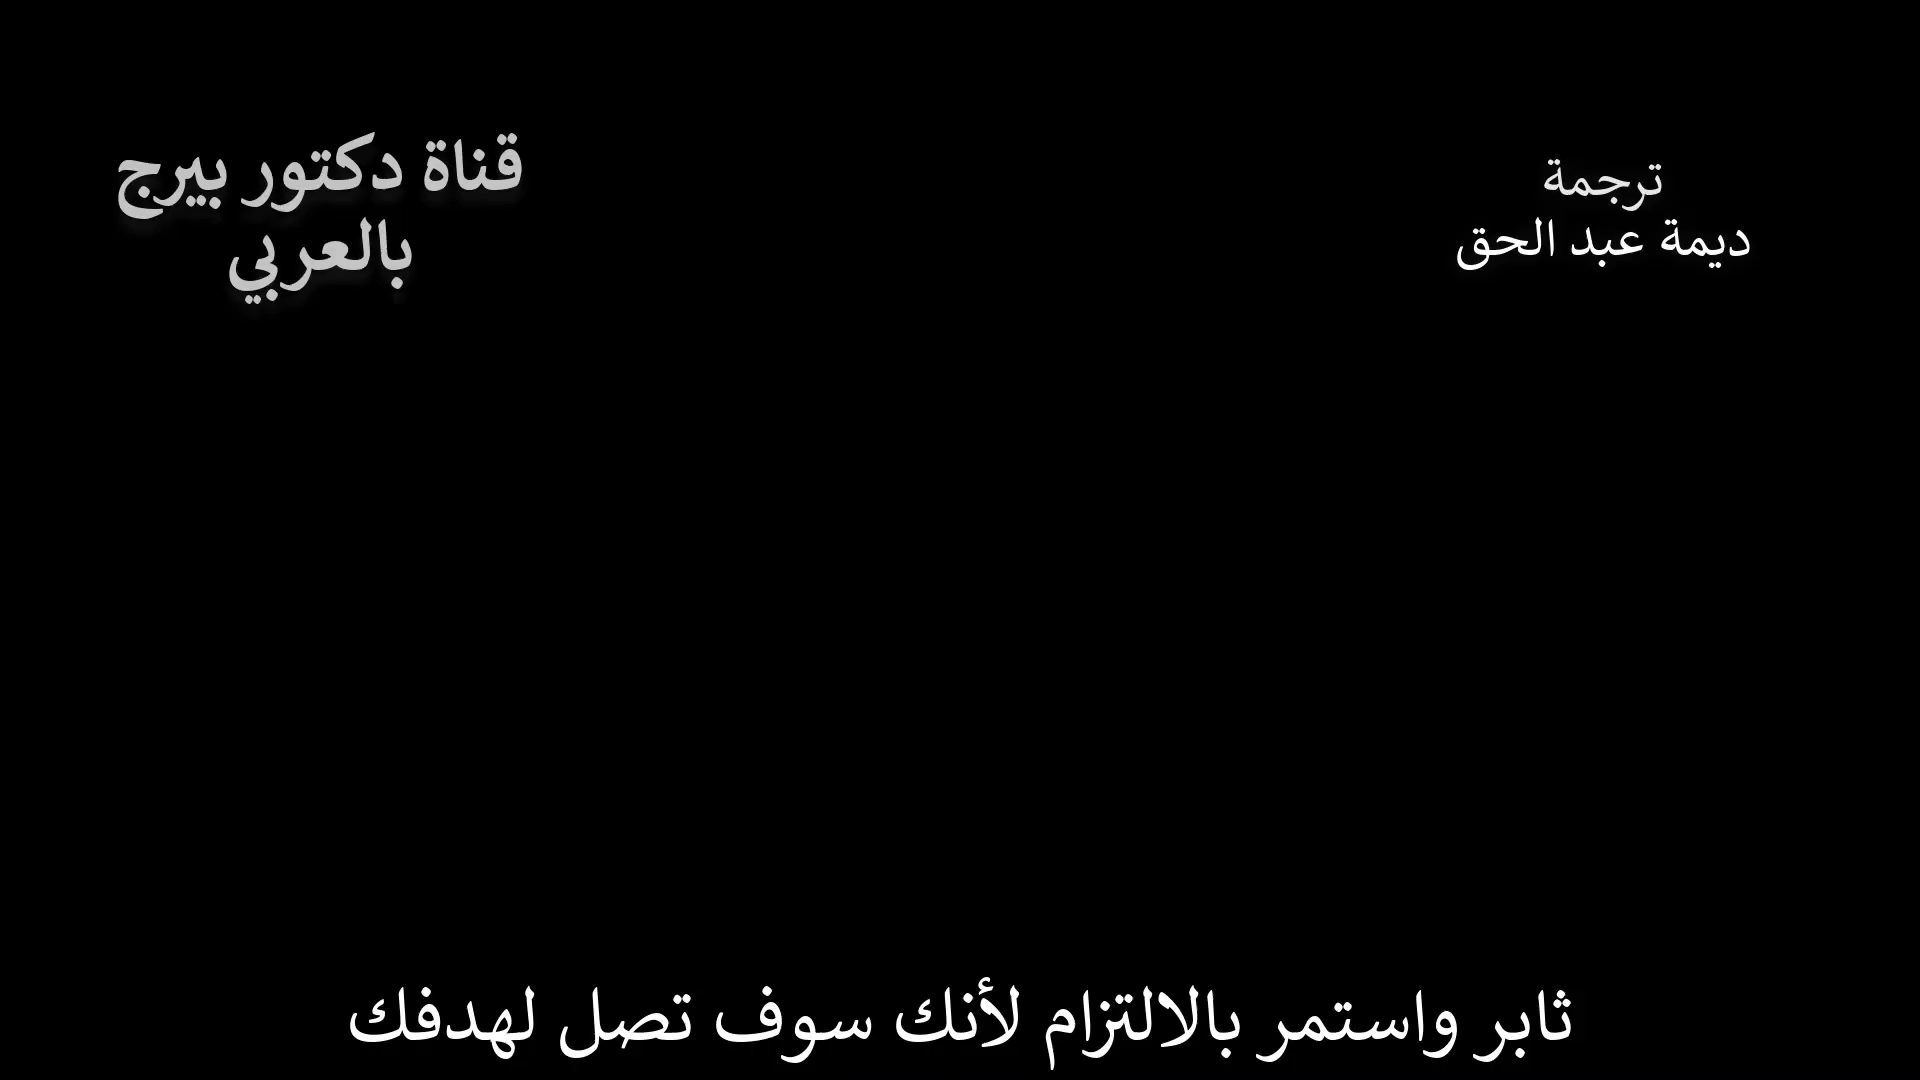 قناة دكتور بيرج
بالعربي
ترجمة
ديمة عبد الحق
ثابر واستمر بالالتزام لأنك سوف تصل لهدفك